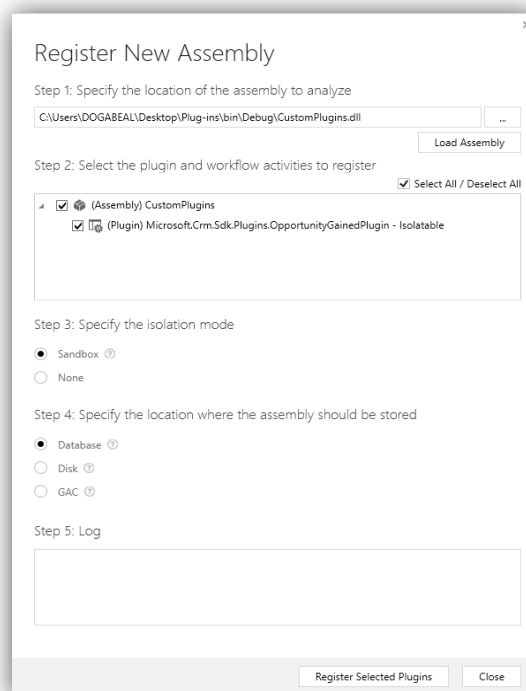 Register New Assembly
Step 1: Specify the location of the assembly to analyze
C:\Users\DOGABEAL\Desktop\Plug-ins\bin\Debug\CustomPlugins.dll
...
Load Assembly
Step 2: Select the plugin and workflow activities to register
Select All / Deselect All
(Assembly) CustomPlugins
(Plugin) Microsoft.Crm.Sdk.Plugins.OpportunityGainedPlugin - Isolatable
Step 3: Specify the isolation mode
Sandbox ?
None
Step 4: Specify the location where the assembly should be stored
Database ?
Disk ?
GAC ?
Step 5: Log
Register Selected Plugins
Close